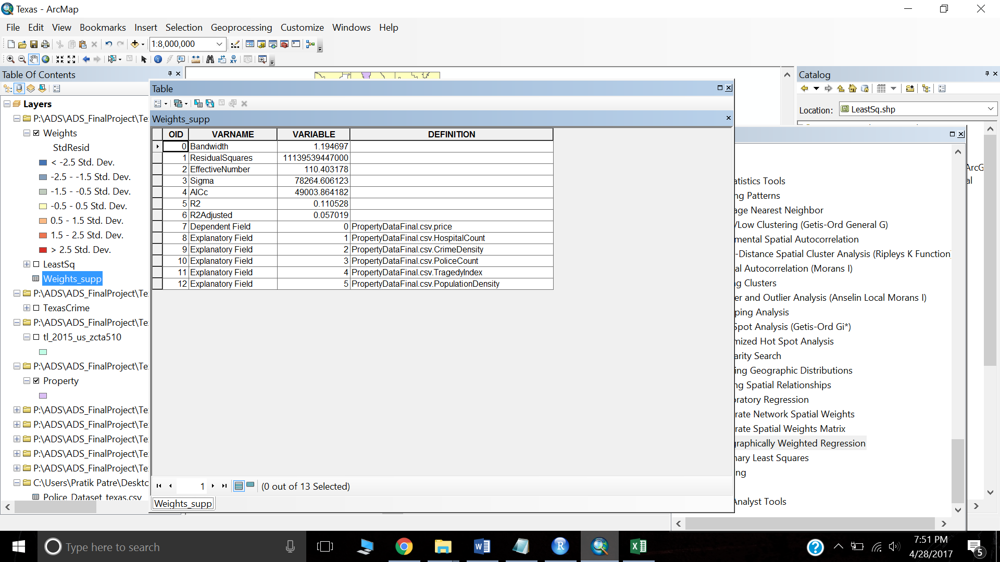 Texas - ArcMap
File Edit View Bookmarks Insert Selection Geoprocessing Customize Windows Help
1:8,000,000
Table Of Contents
Layers
P:\ADS\ADS_FinalProject\Te
Weights
StdResid
< -2.5 Std. Dev.
-2.5 - -1.5 Std. Dev.
-1.5 - -0.5 Std. Dev.
-0.5 - 0.5 Std. Dev.
0.5 - 1.5 Std. Dev.
1.5 - 2.5 Std. Dev.
> 2.5 Std. Dev.
LeastSq
Weights_supp
P:\ADS\ADS_FinalProject\Te
TexasCrime
P:\ADS\ADS_FinalProject\Te
tl_2015_us_zcta510
P:\ADS\ADS_FinalProject\Te
Property
P:\ADS\ADS_FinalProject\Te
P:\ADS\ADS_FinalProject\Te
P:\ADS\ADS_FinalProject\Te
P:\ADS\ADS_FinalProject\Te
P:\ADS\ADS_FinalProject\Te
C:\Users\Pratik Patre\Deskto
Police_Dataset_texas.csv
Table
Weights_supp
OID VARNAME VARIABLE DEFINITION
0 Bandwidth 1.194697
1 ResidualSquares 11139539447000
2 EffectiveNumber 110.403178
3 Sigma 78264.606123
4 AICc 49003.864182
5 R2 0.110528
6 R2Adjusted 0.057019
7 Dependent Field 0 PropertyDataFinal.csv.price
8 Explanatory Field 1 PropertyDataFinal.csv.HospitalCount
9 Explanatory Field 2 PropertyDataFinal.csv.CrimeDensity
10 Explanatory Field 3 PropertyDataFinal.csv.PoliceCount
11 Explanatory Field 4 PropertyDataFinal.csv.TragedyIndex
12 Explanatory Field 5 PropertyDataFinal.csv.PopulationDensity
1 (0 out of 13 Selected)
Weights_supp
Catalog
Location: LeastSq.shp
ArcG
al
atistics Tools
ng Patterns
age Nearest Neighbor
/Low Clustering (Getis-Ord General G)
mental Spatial Autocorrelation
-Distance Spatial Cluster Analysis (Ripleys K Function
al Autocorrelation (Morans I)
ng Clusters
er and Outlier Analysis (Anselin Local Morans I)
ping Analysis
Spot Analysis (Getis-Ord Gi*)
mized Hot Spot Analysis
arity Search
ing Geographic Distributions
ng Spatial Relationships
oratory Regression
rate Network Spatial Weights
rate Spatial Weights Matrix
graphically Weighted Regression
nary Least Squares
ng
Analyst Tools
Type here to search
7:51 PM
4/28/2017
5